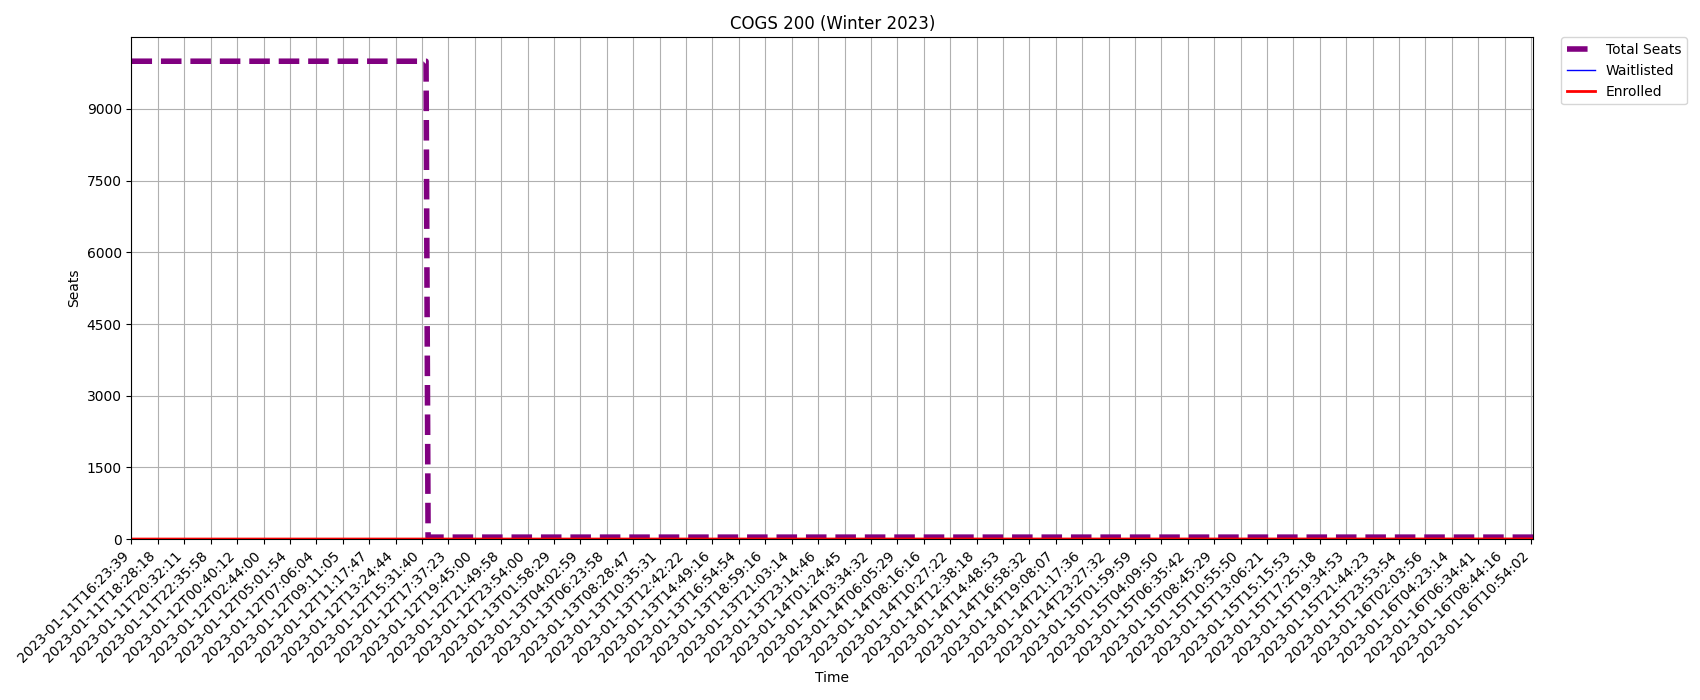 COGS 200 (Winter 2023)
Total Seats
Waitlisted
Enrolled
9000
7500
6000
4500
3000
1500
0
Seats
2023-01-11T16:23:39
2023-01-11T18:28:18
2023-01-11T20:32:11
2023-01-11T22:35:58
2023-01-12T00:40:12
2023-01-12T02:44:00
2023-01-12T05:01:54
2023-01-12T07:06:04
2023-01-12T09:11:05
2023-01-12T11:17:47
2023-01-12T13:24:44
2023-01-12T15:31:40
2023-01-12T17:37:23
2023-01-12T19:45:00
2023-01-12T21:49:58
2023-01-12T23:54:00
2023-01-13T01:58:29
2023-01-13T04:02:59
2023-01-13T06:23:58
2023-01-13T08:28:47
2023-01-13T10:35:31
2023-01-13T12:42:22
2023-01-13T14:49:16
2023-01-13T16:54:54
2023-01-13T18:59:16
2023-01-13T21:03:14
2023-01-13T23:14:46
2023-01-14T01:24:45
2023-01-14T03:34:32
2023-01-14T06:05:29
2023-01-14T08:16:16
2023-01-14T10:27:22
2023-01-14T12:38:18
2023-01-14T14:48:53
2023-01-14T16:58:32
2023-01-14T19:08:07
2023-01-14T21:17:36
2023-01-14T23:27:32
2023-01-15T01:59:59
2023-01-15T04:09:50
2023-01-15T06:35:42
2023-01-15T08:45:29
2023-01-15T10:55:50
2023-01-15T13:06:21
2023-01-15T15:15:53
2023-01-15T17:25:18
2023-01-15T19:34:53
2023-01-15T21:44:23
2023-01-15T23:53:54
2023-01-16T02:03:56
2023-01-16T04:23:14
2023-01-16T06:34:41
2023-01-16T08:44:16
2023-01-16T10:54:02
Time